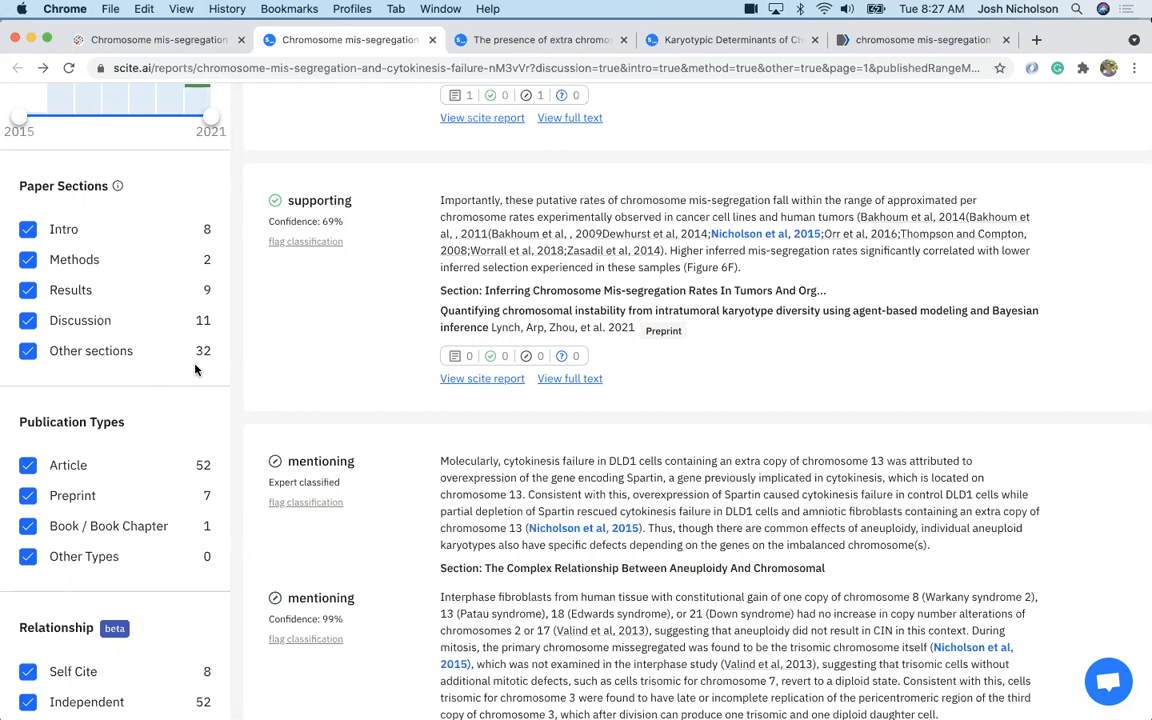 Chrome File Edit View History Bookmarks Profiles Tab Window Help Tue 8:27 AM Josh Nicholson
Chromosome mis-segregation Chromosome mis-segregation The presence of extra chromo Karyotypic Determinants of Ch chromosome mis-segregation
scite.ai/reports/chromosome-mis-segregation-and-cytokinesis-failure-nM3vVr?discussion=true&intro=true&method=true&other=true&page=1&publishedRangeM...
2015 2021
Paper Sections
Intro 8
Methods 2
Results 9
Discussion 11
Other sections 32
Publication Types
Article 52
Preprint 7
Book / Book Chapter 1
Other Types 0
Relationship beta
Self Cite 8
Independent 52
1 0 1 0
View scite report View full text
supporting
Confidence: 69%
flag classification
Importantly, these putative rates of chromosome mis-segregation fall within the range of approximated per
chromosome rates experimentally observed in cancer cell lines and human tumors (Bakhoum et al, 2014(Bakhoum et
al, , 2011(Bakhoum et al, , 2009Dewhurst et al, 2014;Nicholson et al, 2015;Orr et al, 2016;Thompson and Compton,
2008;Worrall et al, 2018;Zasadil et al, 2014). Higher inferred mis-segregation rates significantly correlated with lower
inferred selection experienced in these samples (Figure 6F).
Section: Inferring Chromosome Mis-segregation Rates In Tumors And Org...
Quantifying chromosomal instability from intratumoral karyotype diversity using agent-based modeling and Bayesian
inference Lynch, Arp, Zhou, et al. 2021 Preprint
0 0 0 0
View scite report View full text
mentioning
Expert classified
flag classification
Molecularly, cytokinesis failure in DLD1 cells containing an extra copy of chromosome 13 was attributed to
overexpression of the gene encoding Spartin, a gene previously implicated in cytokinesis, which is located on
chromosome 13. Consistent with this, overexpression of Spartin caused cytokinesis failure in control DLD1 cells while
partial depletion of Spartin rescued cytokinesis failure in DLD1 cells and amniotic fibroblasts containing an extra copy of
chromosome 13 (Nicholson et al, 2015). Thus, though there are common effects of aneuploidy, individual aneuploid
karyotypes also have specific defects depending on the genes on the imbalanced chromosome(s).
Section: The Complex Relationship Between Aneuploidy And Chromosomal
mentioning
Confidence: 99%
flag classification
Interphase fibroblasts from human tissue with constitutional gain of one copy of chromosome 8 (Warkany syndrome 2),
13 (Patau syndrome), 18 (Edwards syndrome), or 21 (Down syndrome) had no increase in copy number alterations of
chromosomes 2 or 17 (Valind et al, 2013), suggesting that aneuploidy did not result in CIN in this context. During
mitosis, the primary chromosome missegregated was found to be the trisomic chromosome itself (Nicholson et al,
2015), which was not examined in the interphase study (Valind et al, 2013), suggesting that trisomic cells without
additional mitotic defects, such as cells trisomic for chromosome 7, revert to a diploid state. Consistent with this, cells
trisomic for chromosome 3 were found to have late or incomplete replication of the pericentromeric region of the third
copy of chromosome 3, which after division can produce one trisomic and one diploid daughter cell.